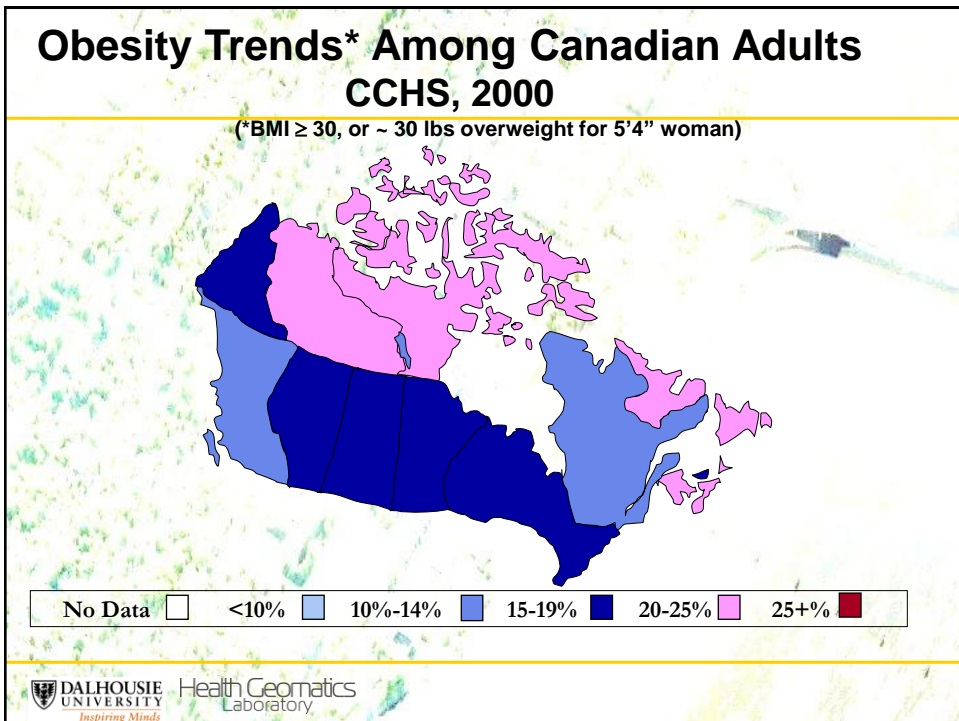 Obesity Trends* Among Canadian Adults
CCHS, 2000
(*BMI ≥ 30, or ~ 30 lbs overweight for 5'4” woman)
No Data <10% 10%-14% 15-19% 20-25% 25+%
DALHOUSIE
UNIVERSITY
Inspiring Minds
Health Geomatics
Laboratory